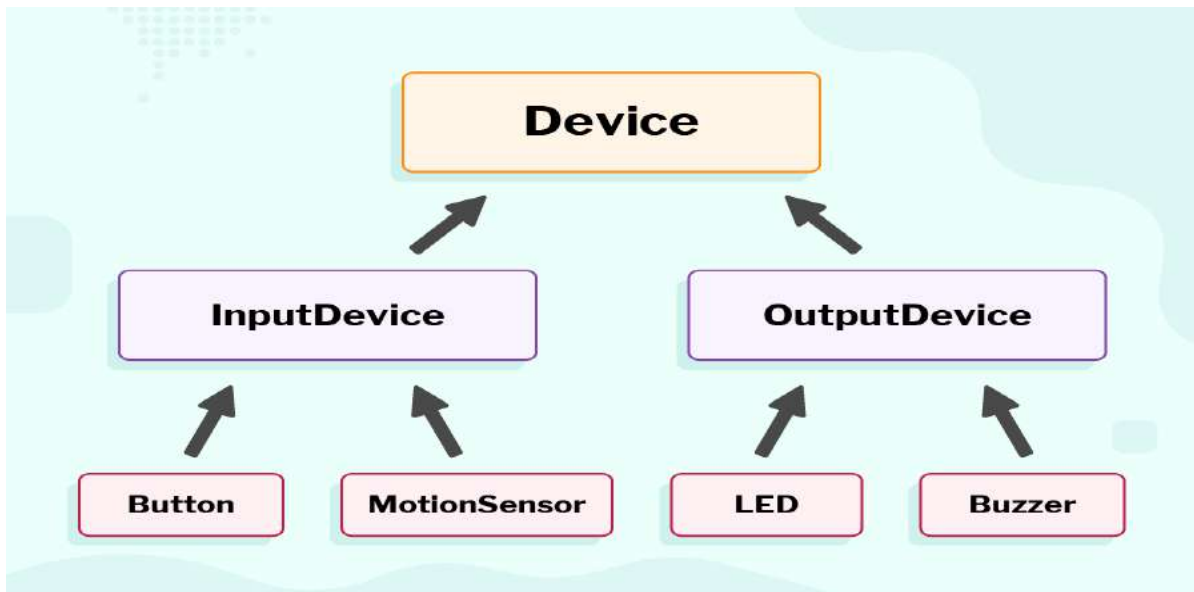 Device
InputDevice
OutputDevice
Button
MotionSensor
LED
Buzzer